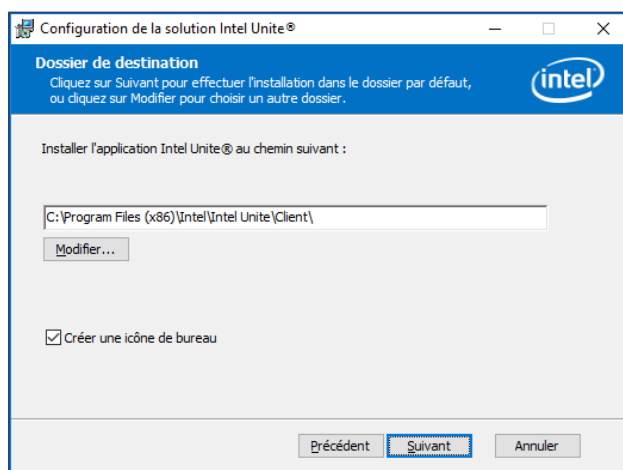 Configuration de la solution Intel Unite®
Dossier de destination
Cliquez sur Suivant pour effectuer l'installation dans le dossier par défaut,
ou cliquez sur Modifier pour choisir un autre dossier.
intel
Installer l'application Intel Unite® au chemin suivant :
C:\Program Files (x86)\Intel\Intel Unite\Client\
Modifier...
Créer une icône de bureau
Précédent Suivant Annuler